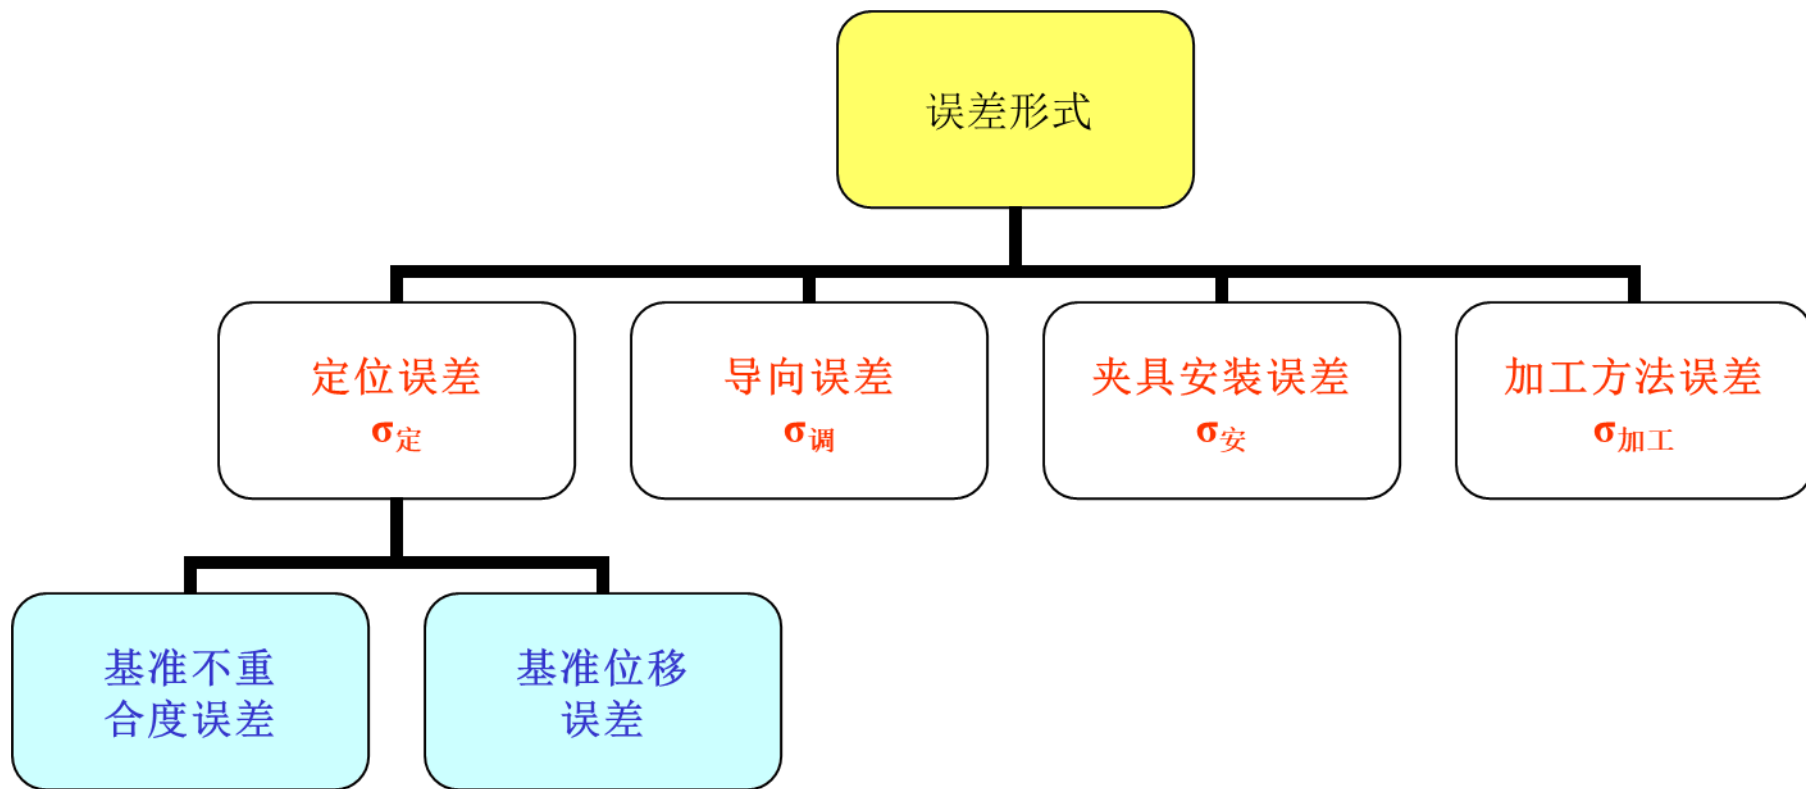 误差形式
定位误差
σ定
导向误差
σ调
夹具安装误差
σ安
加工方法误差
σ加工
基准不重
合度误差
基准位移
误差